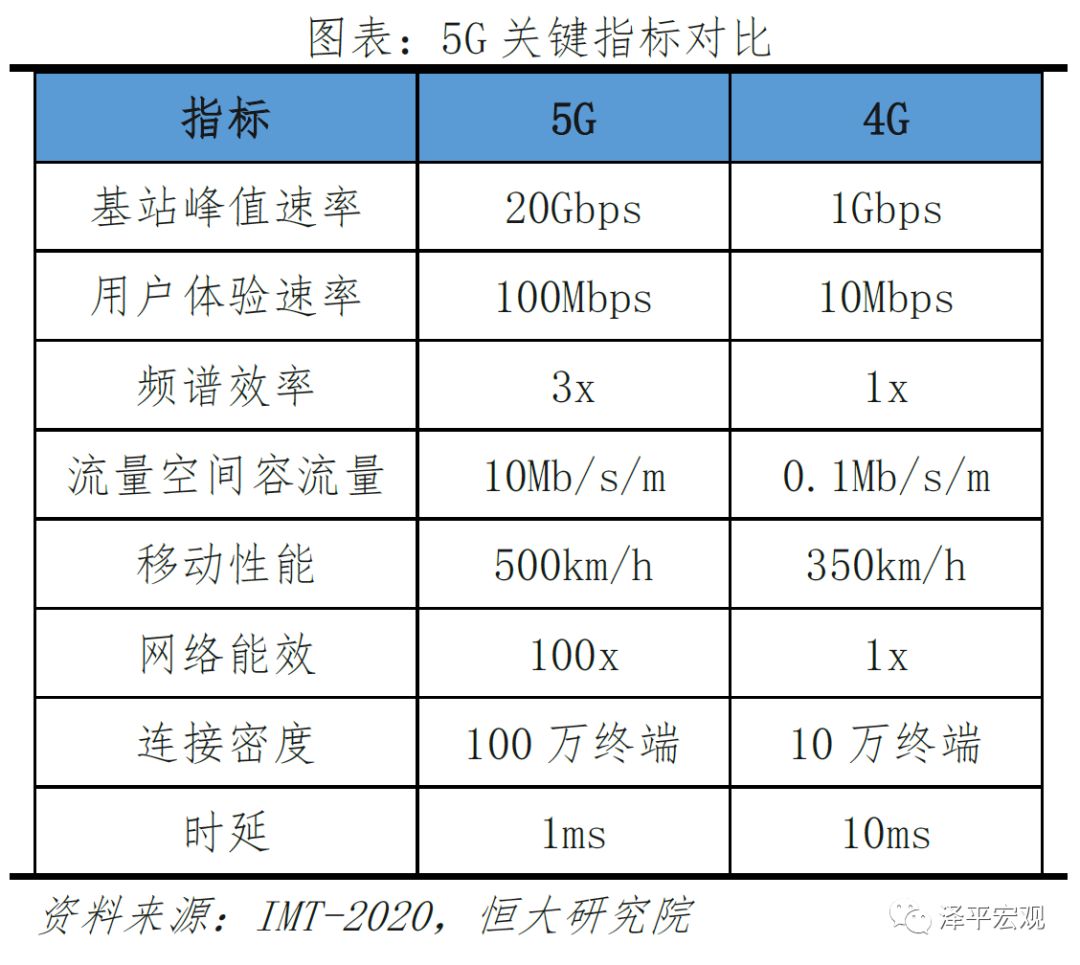 图表：5G 关键指标对比
指标 5G 4G
基站峰值速率 20Gbps 1Gbps
用户体验速率 100Mbps 10Mbps
频谱效率 3x 1x
流量空间容流量 10Mb/s/m 0.1Mb/s/m
移动性能 500km/h 350km/h
网络能效 100x 1x
连接密度 100 万终端 10 万终端
时延 1ms 10ms
资料来源：IMT-2020，恒大研究院
泽平宏观